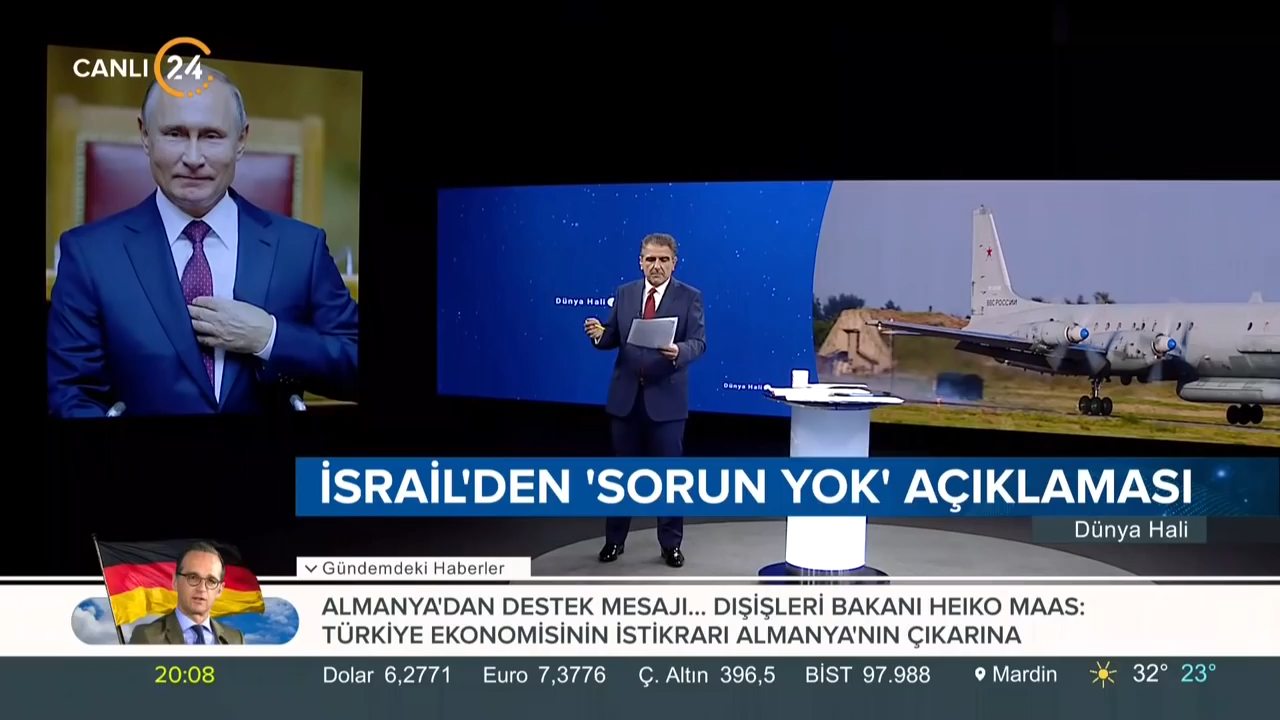 CANLI 24
Dünya Hali
Dünya Hali
ВВС РОССИИ
İSRAİL'DEN 'SORUN YOK' AÇIKLAMASI
Dünya Hali
Gündemdeki Haberler
ALMANYA'DAN DESTEK MESAJI... DIŞİŞLERİ BAKANI HEIKO MAAS:
TÜRKİYE EKONOMİSİNİN İSTİKRARI ALMANYA'NIN ÇIKARINA
20:08 Dolar 6,2771 Euro 7,3776 Ç. Altın 396,5 BİST 97.988 Mardin 32° 23°